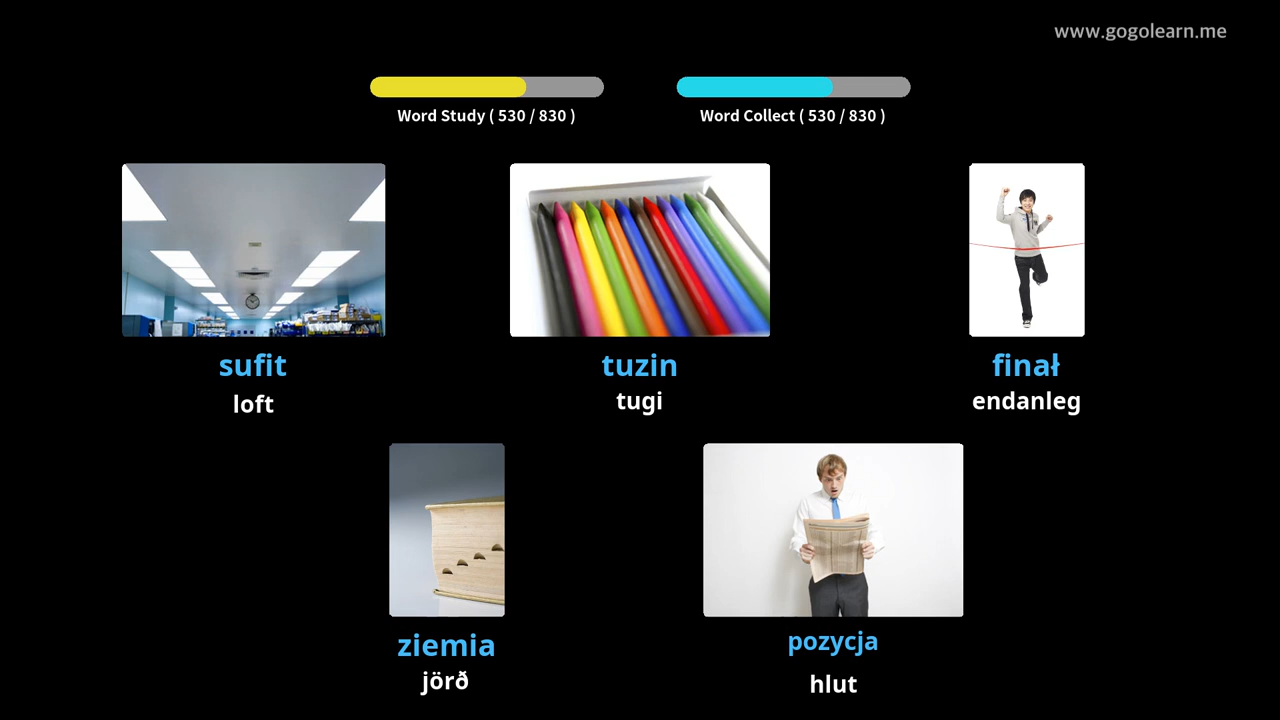 www.gogolearn.me
Word Study ( 530 / 830 )
Word Collect ( 530 / 830 )
sufit
loft
tuzin
tugi
finał
endanleg
ziemia
jörð
pozycja
hlut